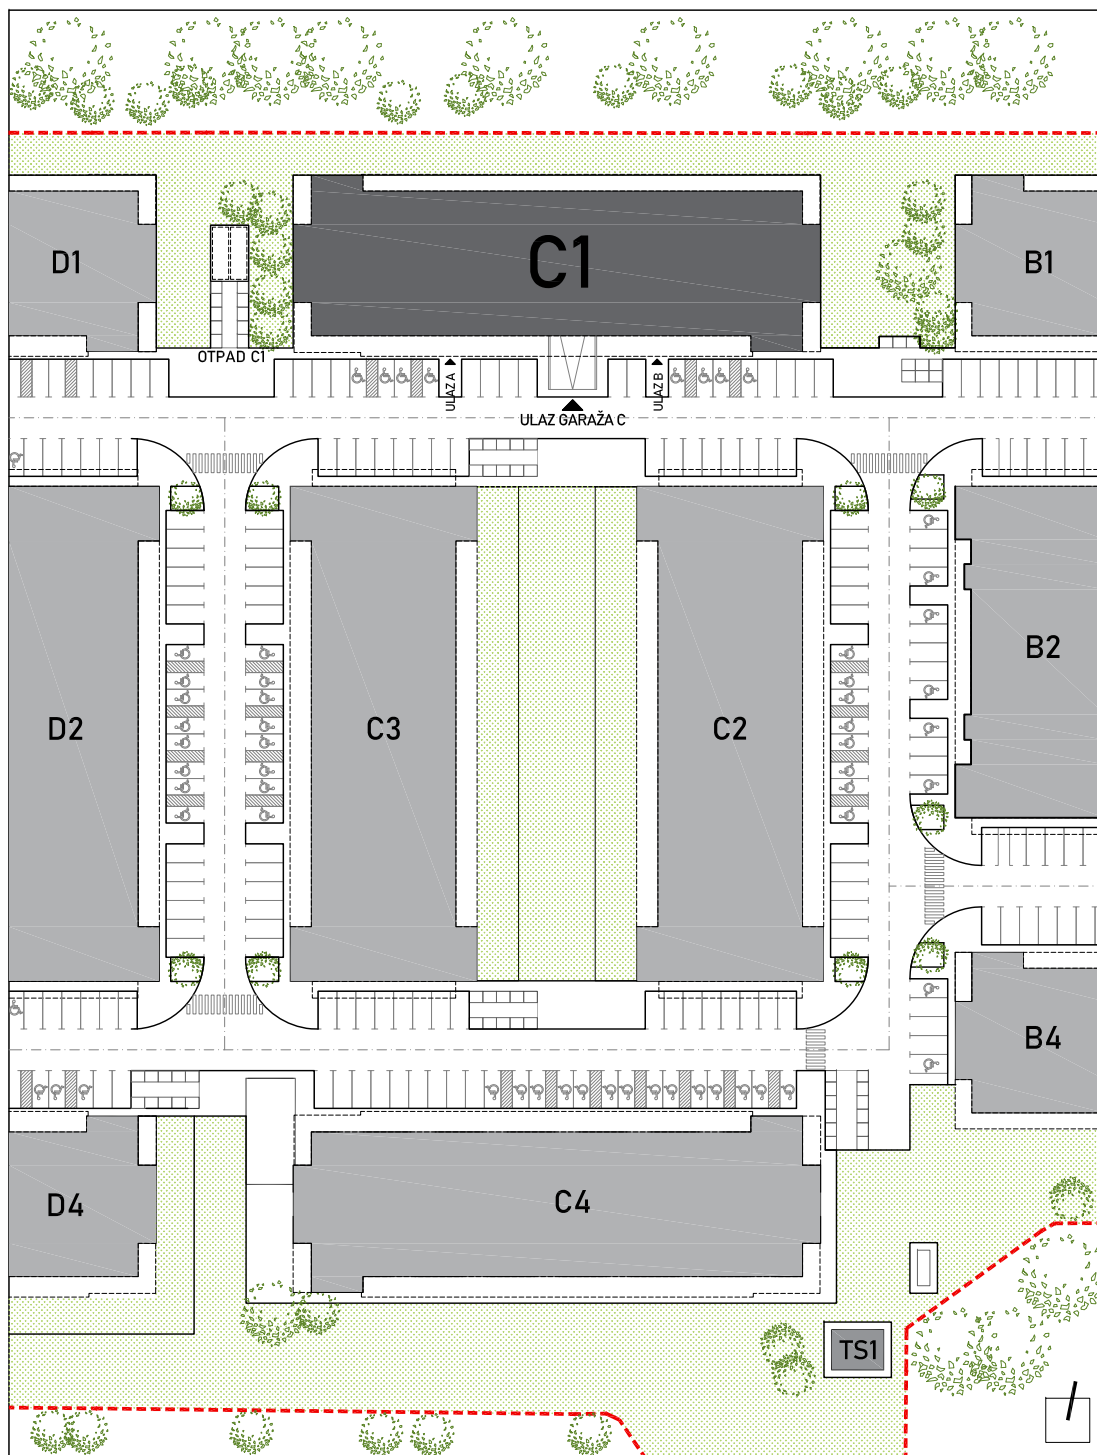 D1
C1
B1
OTPAD C1
ULAZ A
ULAZ B
ULAZ GARAŽA C
D2
C3
C2
B2
B4
D4
C4
TS1